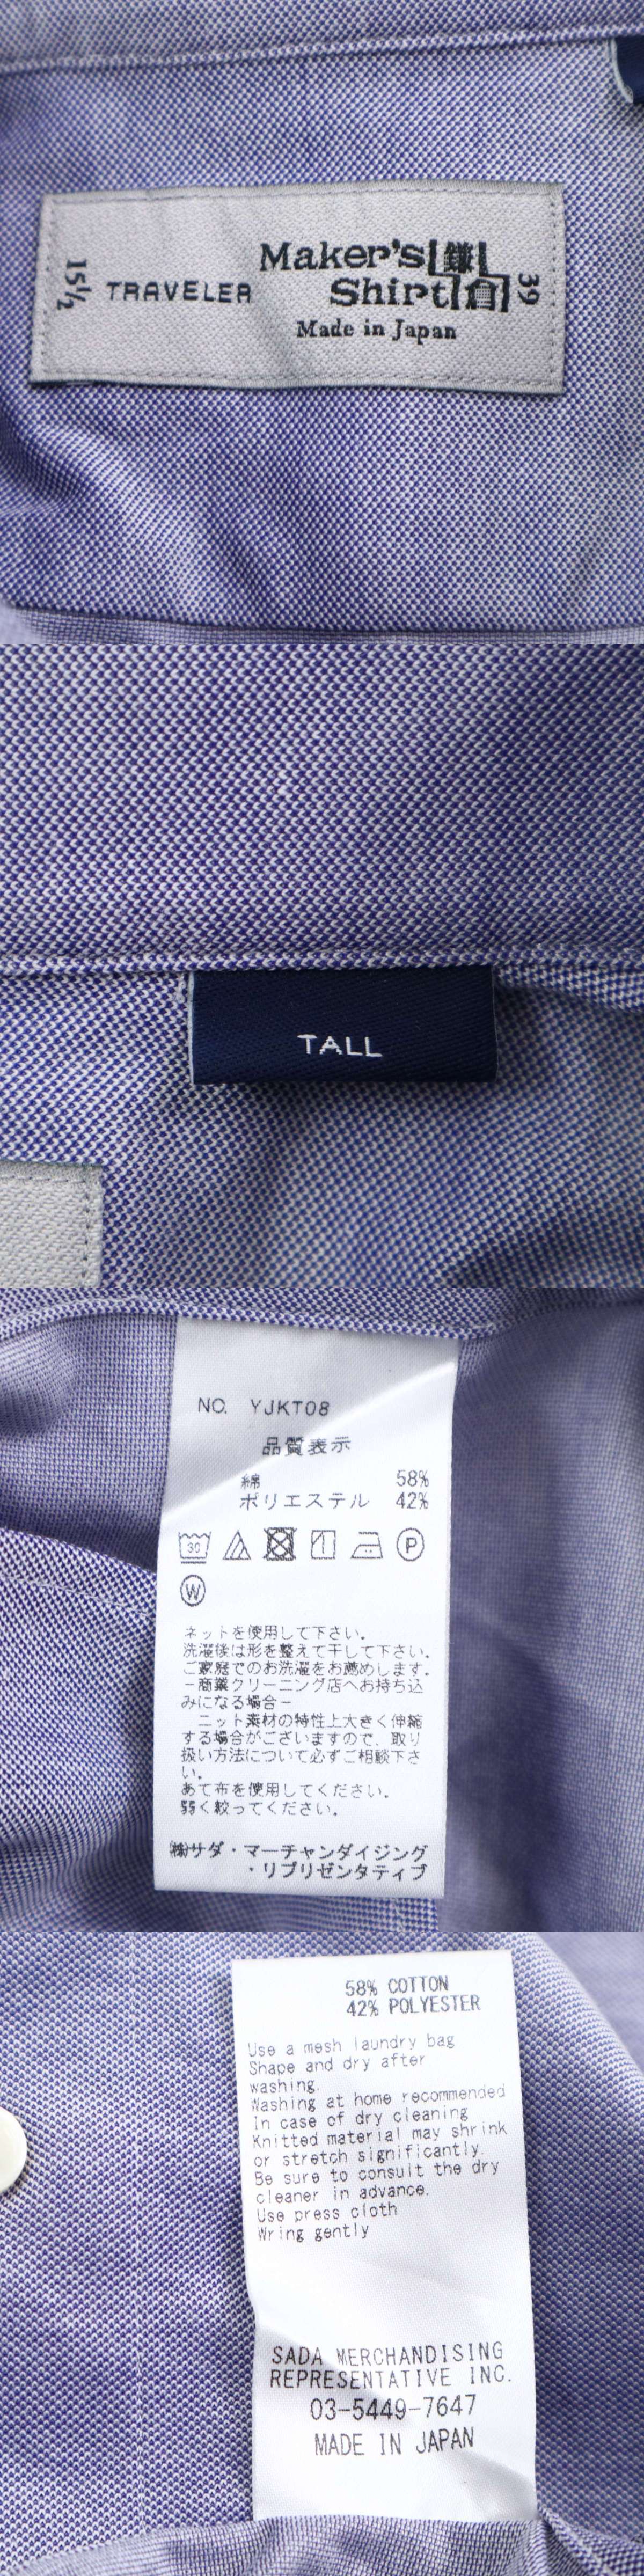 15½
TRAVELER
Maker's 鎌
Shirt 倉
39
Made in Japan
TALL
NO. YJKT08
品質表示
綿 58%
ポリエステル 42%
30
P
W
ネットを使用して下さい。
洗濯後は形を整えて干して下さい。
ご家庭でのお洗濯をお薦めします。
−商業クリーニング店へお持ち込
みになる場合−
ニット素材の特性上大きく伸縮
する場合がございますので、取り
扱い方法について必ずご相談下さ
い。
あて布を使用してください。
弱く絞ってください。
㈱サダ・マーチャンダイジング
・リプリゼンタティブ
58% COTTON
42% POLYESTER
Use a mesh laundry bag
Shape and dry after
washing.
Washing at home recommended
In case of dry cleaning
Knitted material may shrink
or stretch significantly.
Be sure to consult the dry
cleaner in advance.
Use press cloth
Wring gently
SADA MERCHANDISING
REPRESENTATIVE INC.
03-5449-7647
MADE IN JAPAN